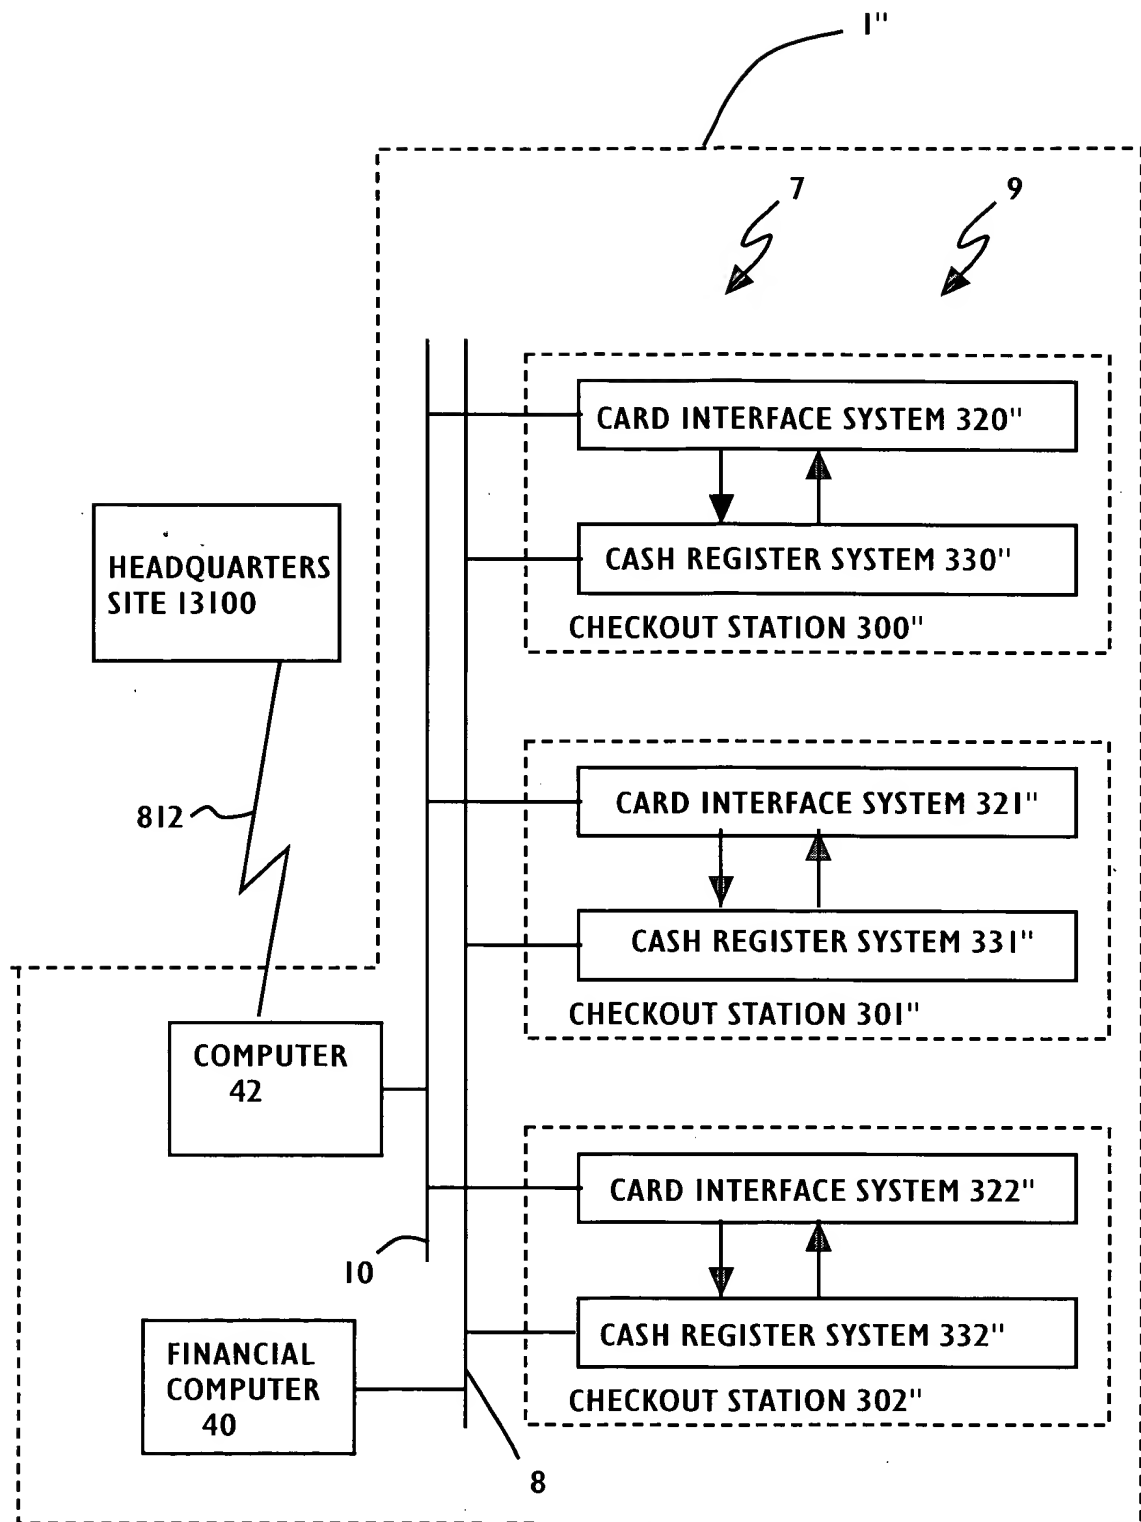 1"
7
9
CARD INTERFACE SYSTEM 320"
CASH REGISTER SYSTEM 330"
CHECKOUT STATION 300"
HEADQUARTERS
SITE 13100
812
CARD INTERFACE SYSTEM 321"
CASH REGISTER SYSTEM 331"
CHECKOUT STATION 301"
COMPUTER
42
CARD INTERFACE SYSTEM 322"
10
CASH REGISTER SYSTEM 332"
CHECKOUT STATION 302"
FINANCIAL
COMPUTER
40
8